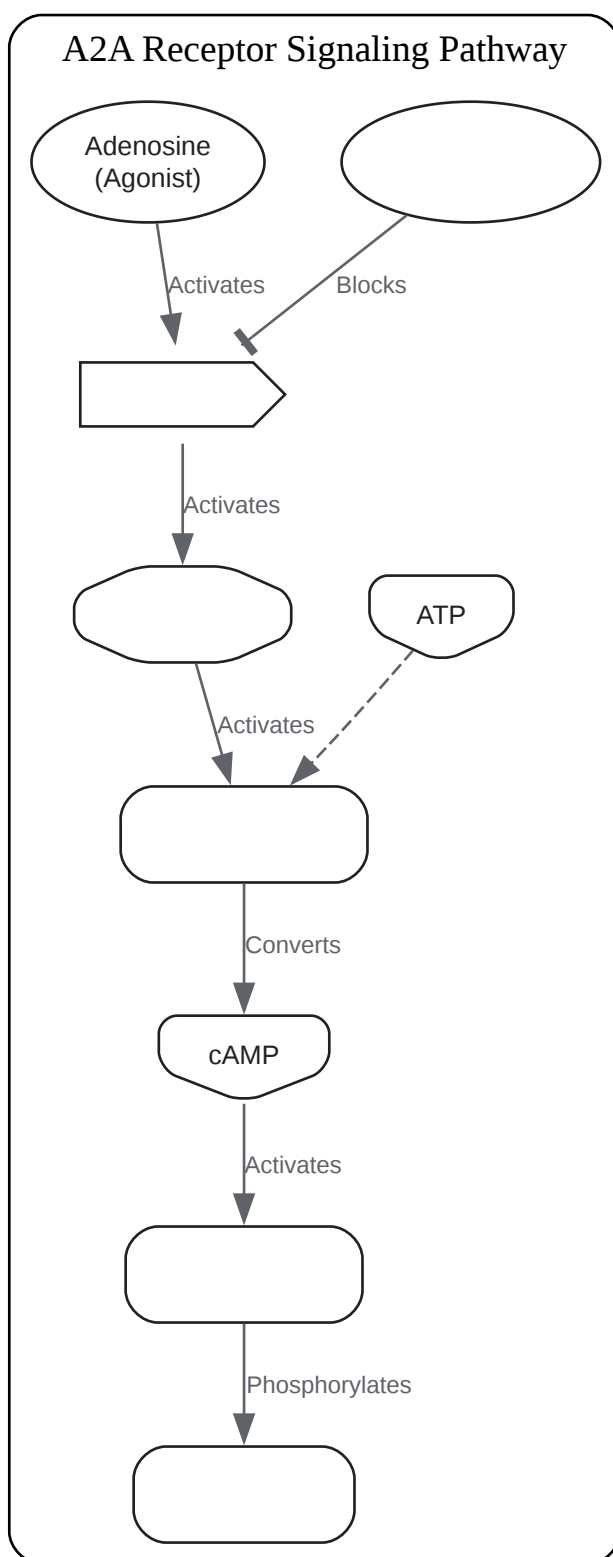 A2A Receptor Signaling Pathway
Adenosine
(Agonist)
Activates
Blocks
Activates
ATP
Activates
Converts
cAMP
Activates
Phosphorylates